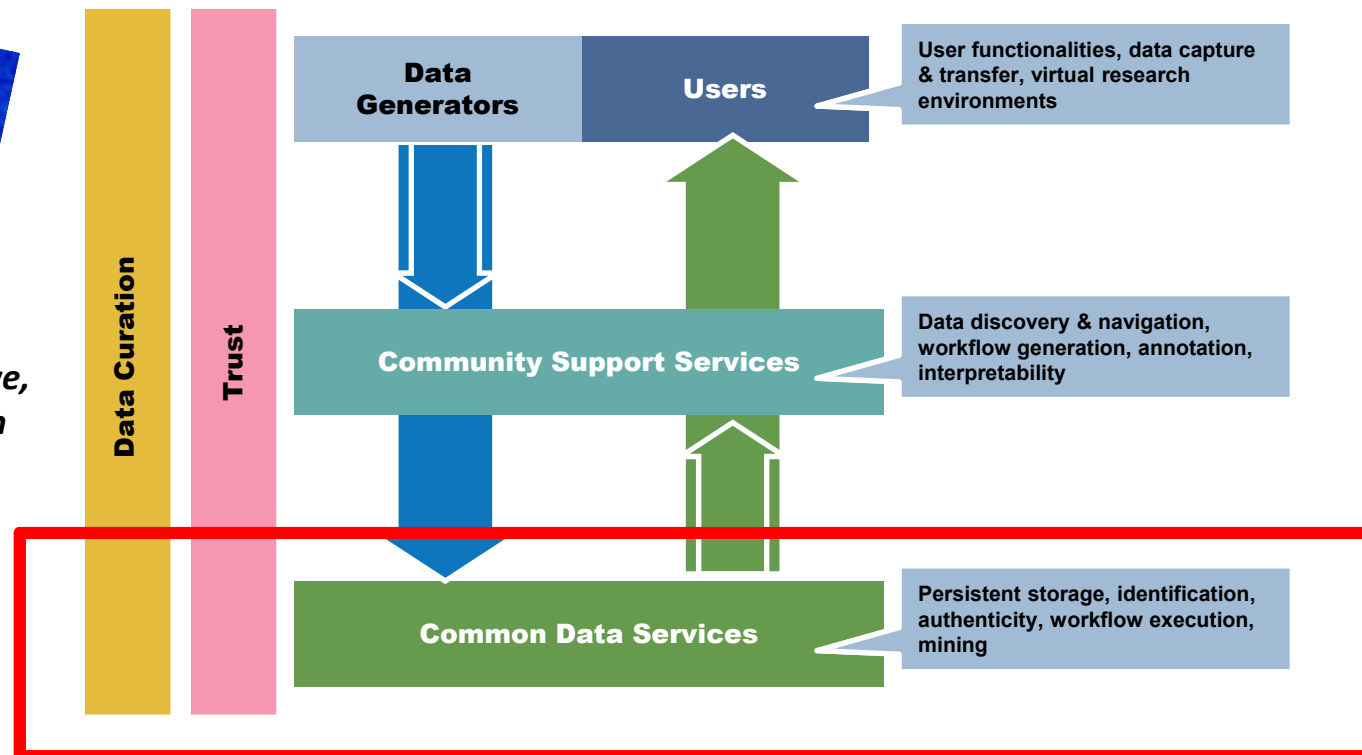 Data
Generators
Users
User functionalities, data capture
& transfer, virtual research
environments
Data Curation
Trust
Community Support Services
Data discovery & navigation,
workflow generation, annotation,
interpretability
Common Data Services
Persistent storage, identification,
authenticity, workflow execution,
mining